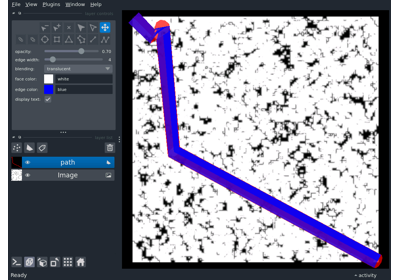 File View Plugins Window Help
opacity: 0.70
edge width: 4
blending: translucent
face color: white
edge color: blue
display text: ✓
path
Image
Ready
activity